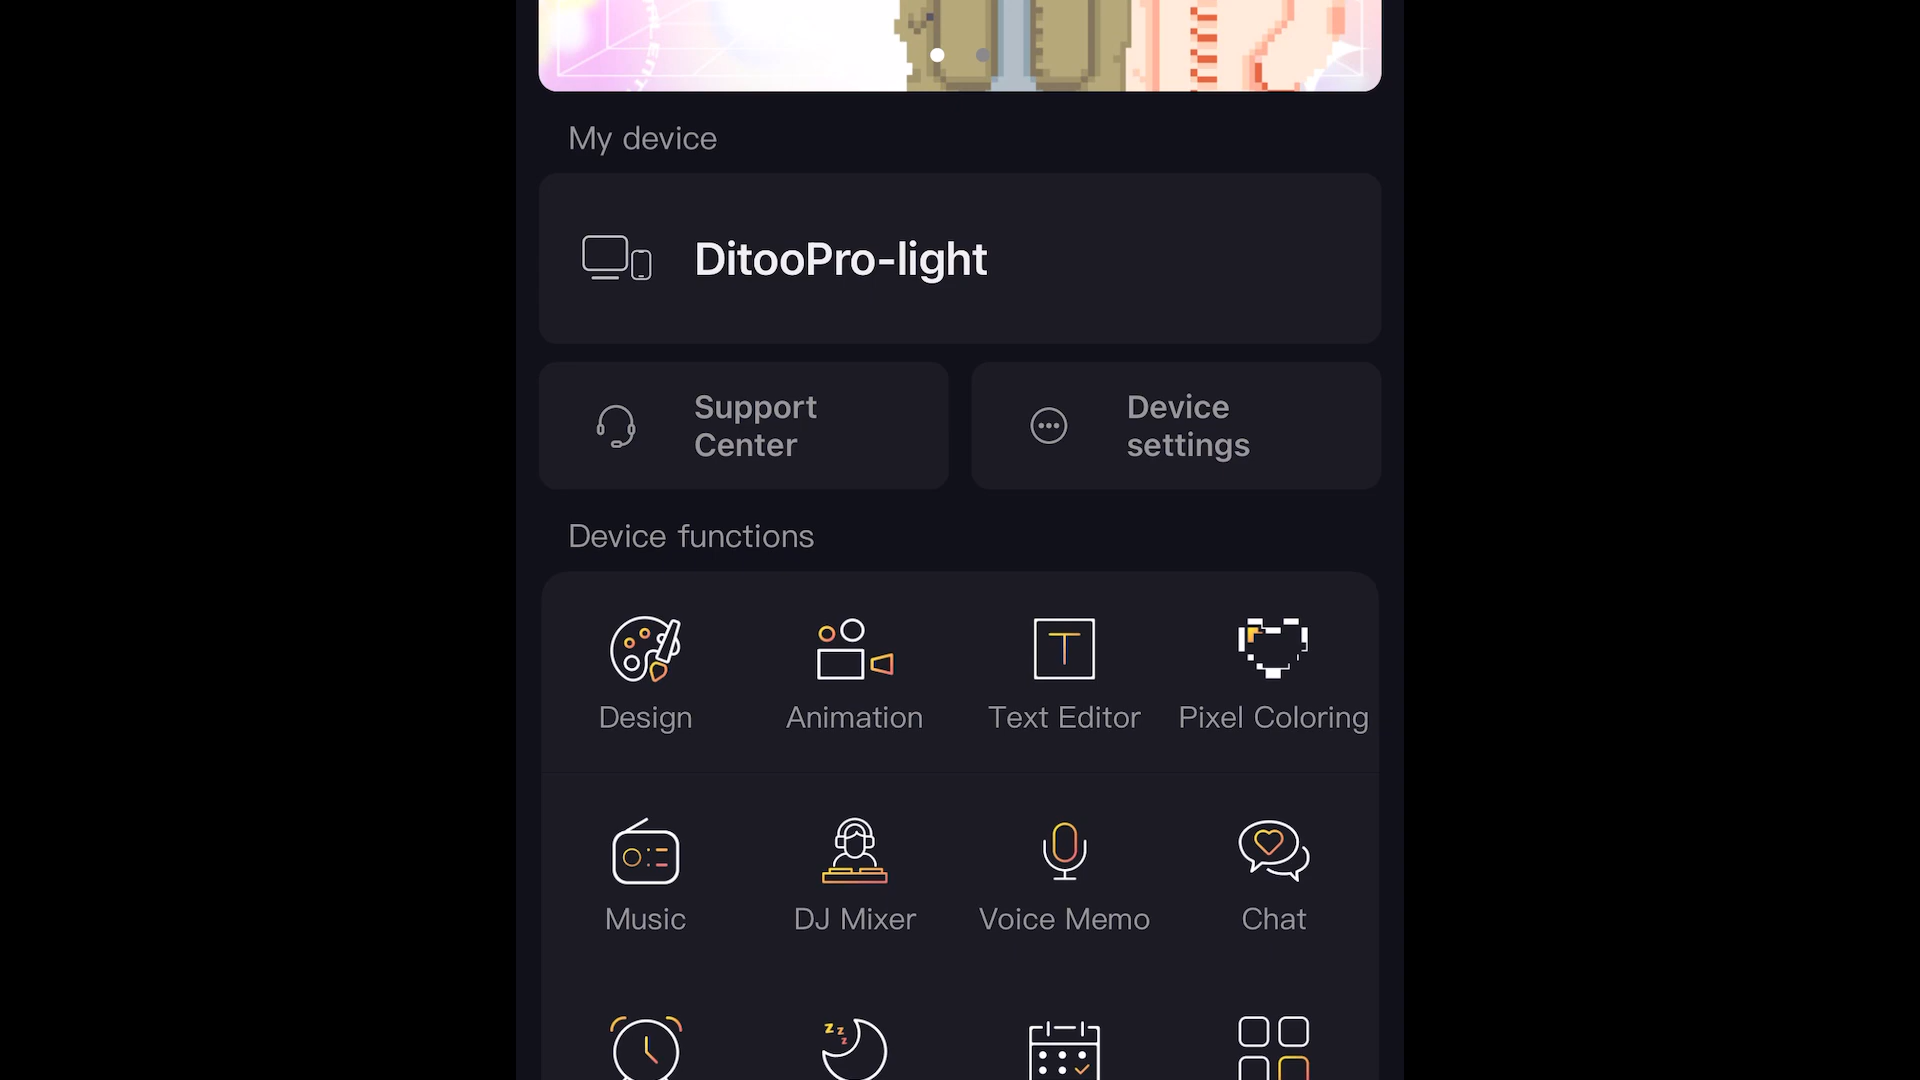 My device
DitooPro-light
Support
Center
Device
settings
Device functions
Design
Animation
Text Editor
Pixel Coloring
Music
DJ Mixer
Voice Memo
Chat